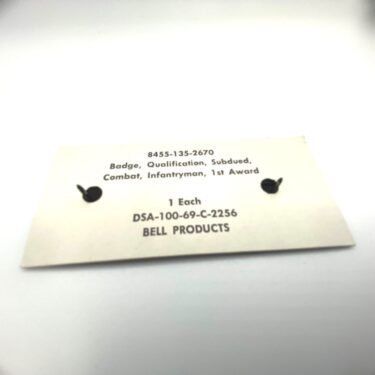 8455-135-2670
Badge, Qualification, Subdued,
Combat, Infantryman, 1st Award
1 Each
DSA-100-69-C-2256
BELL PRODUCTS